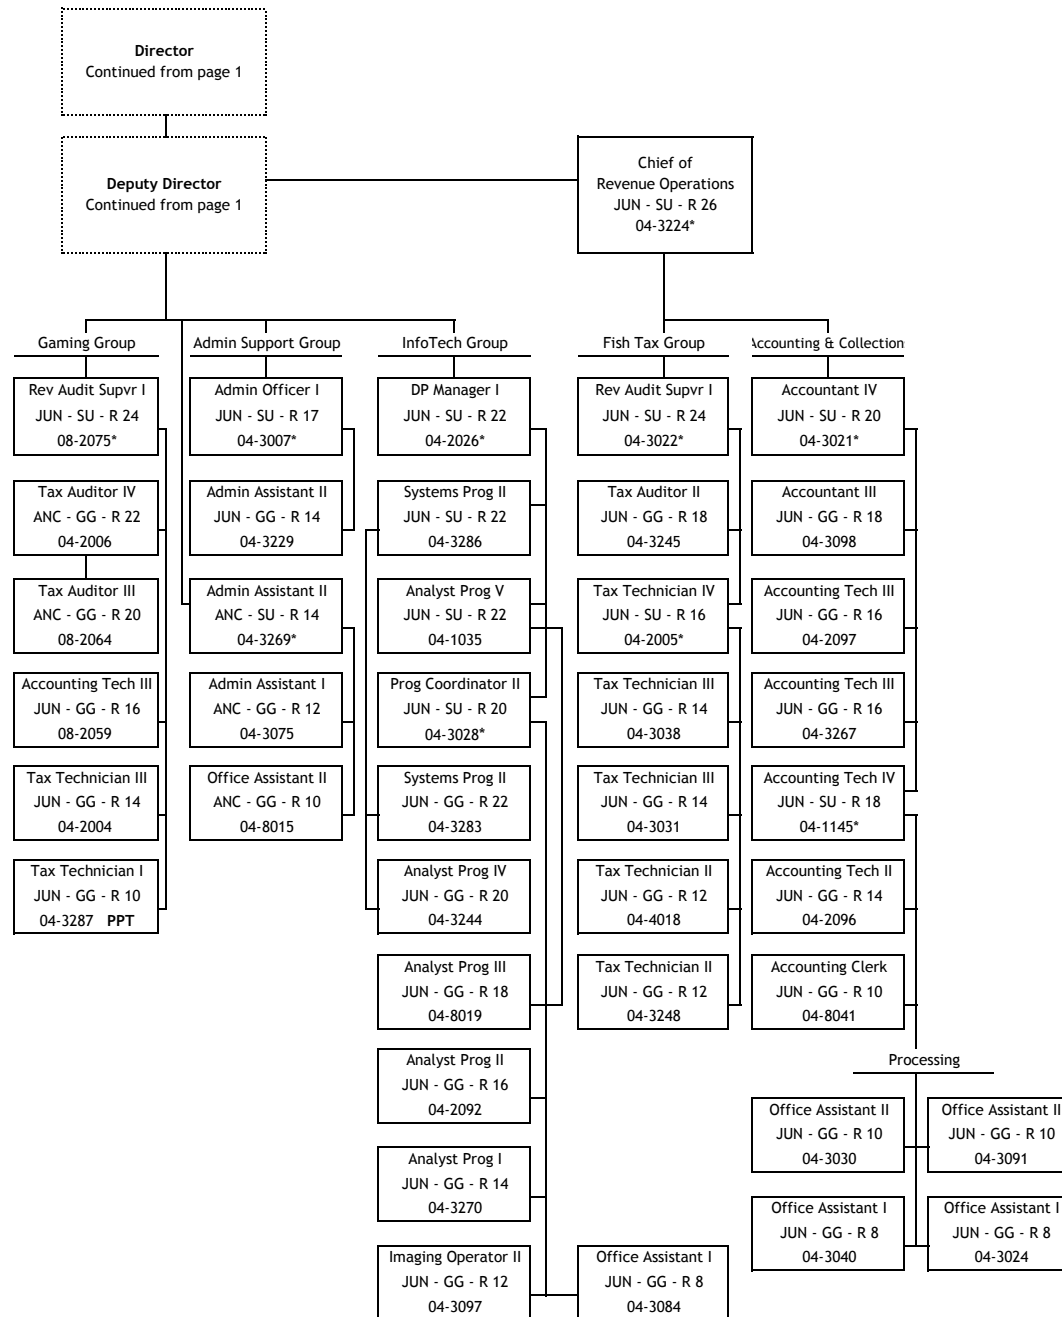 Director
Continued from page 1
Deputy Director
Continued from page 1
Chief of
Revenue Operations
JUN - SU - R 26
04-3224*
Gaming Group
Rev Audit Supvr I
JUN - SU - R 24
08-2075*
Tax Auditor IV
ANC - GG - R 22
04-2006
Tax Auditor III
ANC - GG - R 20
08-2064
Accounting Tech III
JUN - GG - R 16
08-2059
Tax Technician III
JUN - GG - R 14
04-2004
Tax Technician I
JUN - GG - R 10
04-3287 PPT
Admin Support Group
Admin Officer I
JUN - SU - R 17
04-3007*
Admin Assistant II
JUN - GG - R 14
04-3229
Admin Assistant II
ANC - SU - R 14
04-3269*
Admin Assistant I
ANC - GG - R 12
04-3075
Office Assistant II
ANC - GG - R 10
04-8015
InfoTech Group
DP Manager I
JUN - SU - R 22
04-2026*
Systems Prog II
JUN - SU - R 22
04-3286
Analyst Prog V
JUN - SU - R 22
04-1035
Prog Coordinator II
JUN - SU - R 20
04-3028*
Systems Prog II
JUN - GG - R 22
04-3283
Analyst Prog IV
JUN - GG - R 20
04-3244
Analyst Prog III
JUN - GG - R 18
04-8019
Analyst Prog II
JUN - GG - R 16
04-2092
Analyst Prog I
JUN - GG - R 14
04-3270
Imaging Operator II
JUN - GG - R 12
04-3097
Office Assistant I
JUN - GG - R 8
04-3084
Fish Tax Group
Rev Audit Supvr I
JUN - SU - R 24
04-3022*
Tax Auditor II
JUN - GG - R 18
04-3245
Tax Technician IV
JUN - SU - R 16
04-2005*
Tax Technician III
JUN - GG - R 14
04-3038
Tax Technician III
JUN - GG - R 14
04-3031
Tax Technician II
JUN - GG - R 12
04-4018
Tax Technician II
JUN - GG - R 12
04-3248
Accounting & Collection
Accountant IV
JUN - SU - R 20
04-3021*
Accountant III
JUN - GG - R 18
04-3098
Accounting Tech III
JUN - GG - R 16
04-2097
Accounting Tech III
JUN - GG - R 16
04-3267
Accounting Tech IV
JUN - SU - R 18
04-1145*
Accounting Tech II
JUN - GG - R 14
04-2096
Accounting Clerk
JUN - GG - R 10
04-8041
Processing
Office Assistant II
JUN - GG - R 10
04-3030
Office Assistant II
JUN - GG - R 10
04-3091
Office Assistant I
JUN - GG - R 8
04-3040
Office Assistant I
JUN - GG - R 8
04-3024